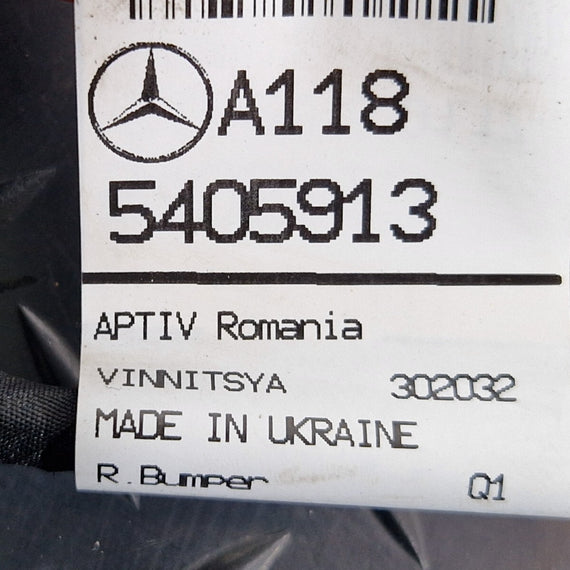 A118
5405913
APTIV Romania
VINNITSYA 302032
MADE IN UKRAINE
R.Bumper Q1